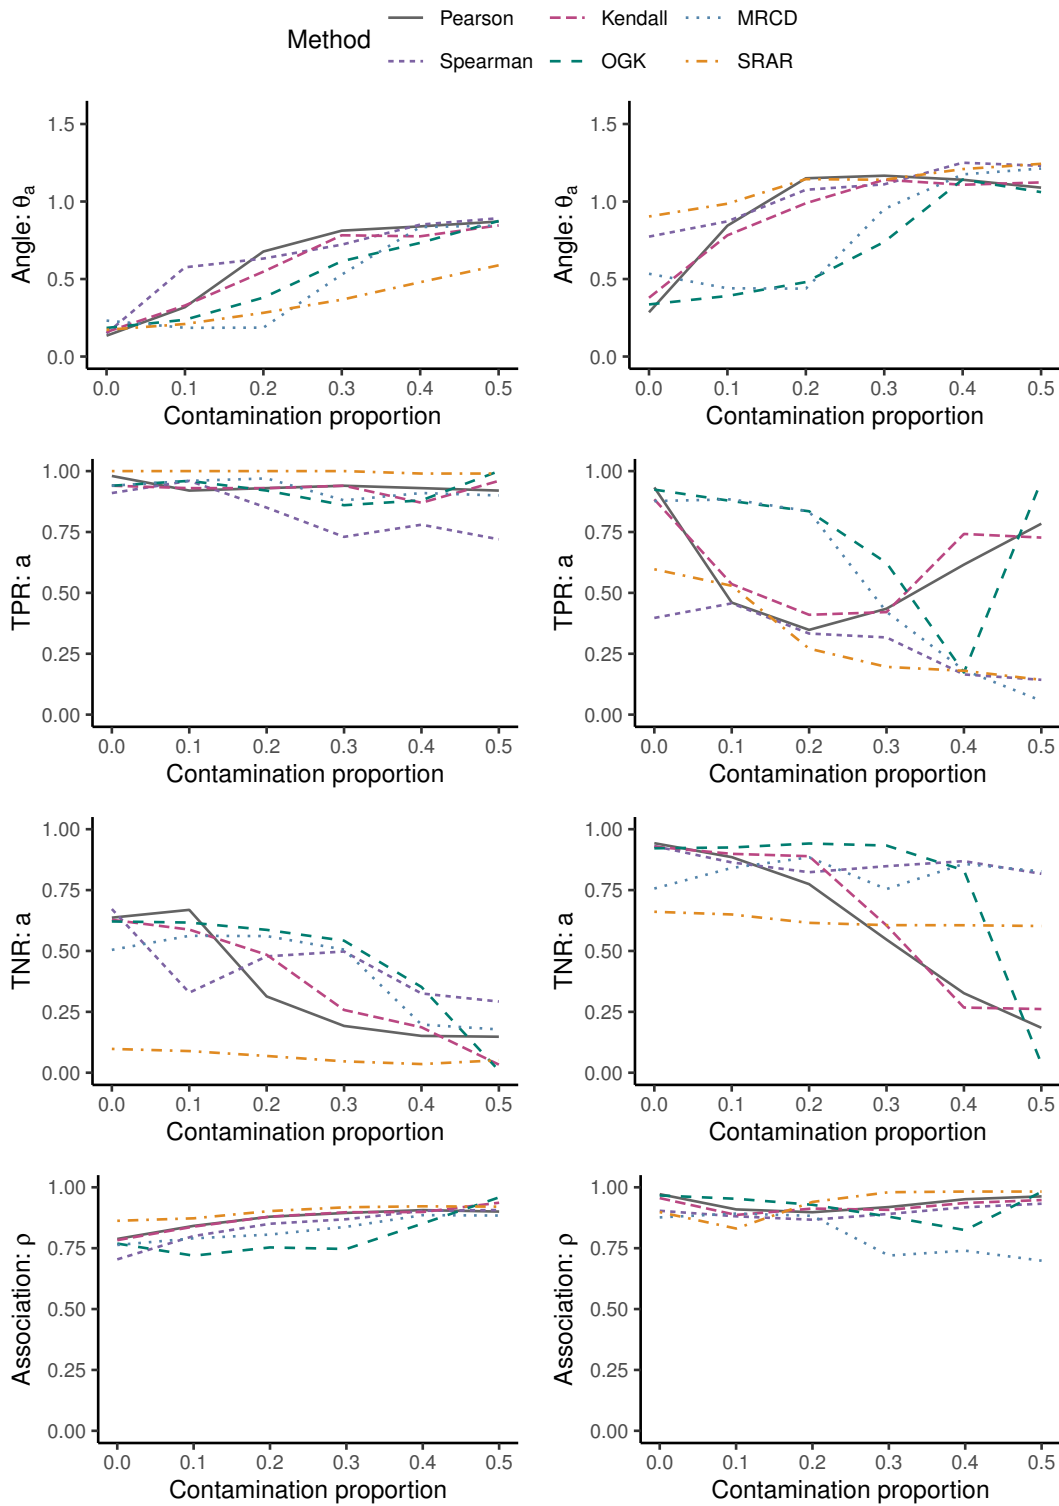 Method
Pearson
Kendall
MRCD
Spearman
OGK
SRAR
Angle: θa
1.5
1.0
0.5
0.0
0.0 0.1 0.2 0.3 0.4 0.5
Contamination proportion
Angle: θa
1.5
1.0
0.5
0.0
0.0 0.1 0.2 0.3 0.4 0.5
Contamination proportion
TPR: a
1.00
0.75
0.50
0.25
0.00
0.0 0.1 0.2 0.3 0.4 0.5
Contamination proportion
TPR: a
1.00
0.75
0.50
0.25
0.00
0.0 0.1 0.2 0.3 0.4 0.5
Contamination proportion
TNR: a
1.00
0.75
0.50
0.25
0.00
0.0 0.1 0.2 0.3 0.4 0.5
Contamination proportion
TNR: a
1.00
0.75
0.50
0.25
0.00
0.0 0.1 0.2 0.3 0.4 0.5
Contamination proportion
Association: ρ
1.00
0.75
0.50
0.25
0.00
0.0 0.1 0.2 0.3 0.4 0.5
Contamination proportion
Association: ρ
1.00
0.75
0.50
0.25
0.00
0.0 0.1 0.2 0.3 0.4 0.5
Contamination proportion